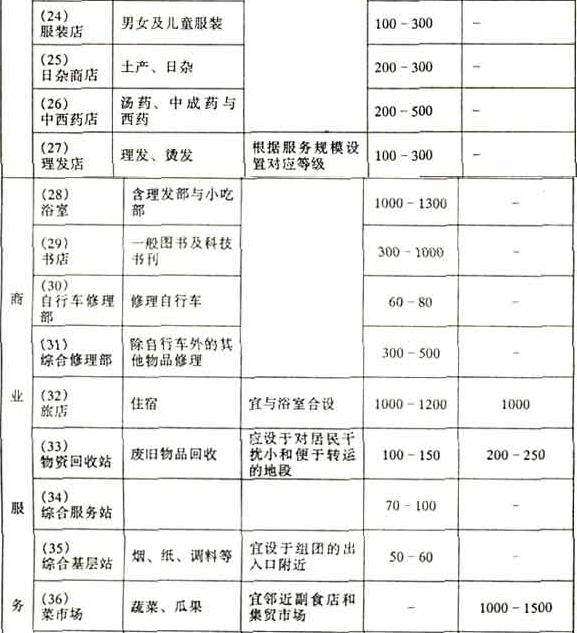 (24)
服装店
男女及儿童服装
100－300
－
(25)
日杂商店
土产、日杂
200－300
－
(26)
中西药店
汤药、中成药与
西药
200－500
－
(27)
理发店
理发、烫发
根据服务规模设
置对应等级
100－300
－
(28)
浴室
含理发部与小吃
部
1000－1300
－
(29)
书店
一般图书及科技
书刊
300－1000
－
商
(30)
自行车修理
部
修理自行车
60－80
－
(31)
综合修理部
除自行车外的其
他物品修理
300－500
－
业
(32)
旅店
住宿
宜与浴室合设
1000－1200
1000
(33)
物资回收站
废旧物品回收
应设于对居民干
扰小和便于转运
的地段
100－150
200－250
服
(34)
综合服务站
70－100
－
(35)
综合基层站
烟、纸、调料等
宜设于组团的出
入口附近
50－60
－
务
(36)
菜市场
蔬菜、瓜果
宜邻近副食店和
集贸市场
－
1000－1500